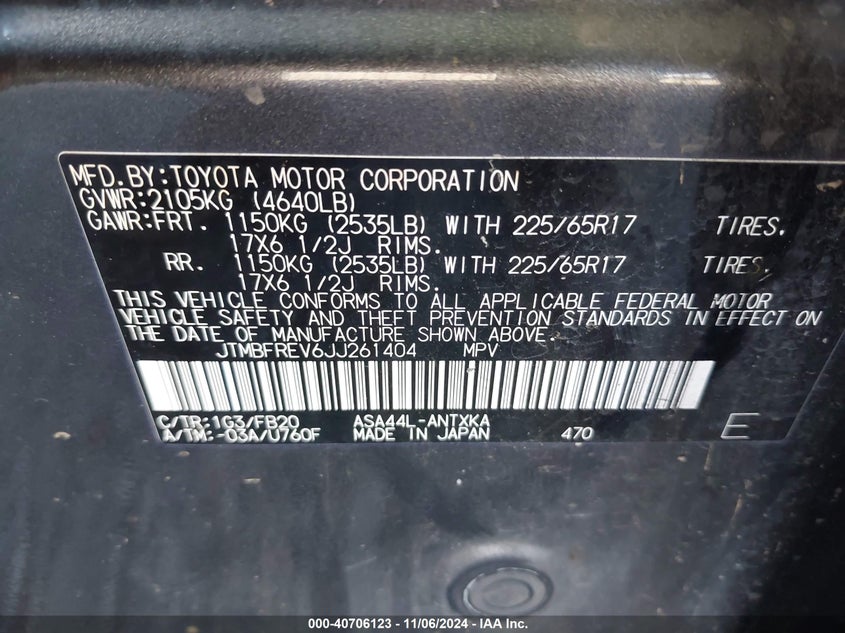 MFD.BY:TOYOTA MOTOR CORPORATION
GVWR:2105KG (4640LB)
GAWR:FRT. 1150KG (2535LB) WITH 225/65R17 TIRES.
17X6 1/2J RIMS.
RR. 1150KG (2535LB) WITH 225/65R17 TIRES.
17X6 1/2J RIMS.
THIS VEHICLE CONFORMS TO ALL APPLICABLE FEDERAL MOTOR
VEHICLE SAFETY AND THEFT PREVENTION STANDARDS IN EFFECT ON
THE DATE OF MANUFACTURE SHOWN ABOVE.
JTMBFREV6JJ261404 MPV
C/TR:1G3/FB20 ASA44L-ANTXKA
A/TM:-03A/U760F MADE IN JAPAN 470 E
000-40706123 - 11/06/2024 - IAA Inc.